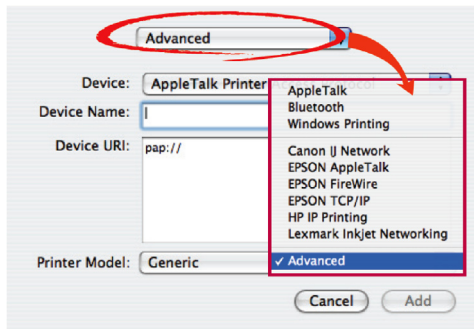 Advanced
Device: AppleTalk Printer
Device Name:
Device URI: pap://
Printer Model: Generic
AppleTalk
Bluetooth
Windows Printing
Canon IJ Network
EPSON AppleTalk
EPSON FireWire
EPSON TCP/IP
HP IP Printing
Lexmark Inkjet Networking
✓ Advanced
Cancel Add